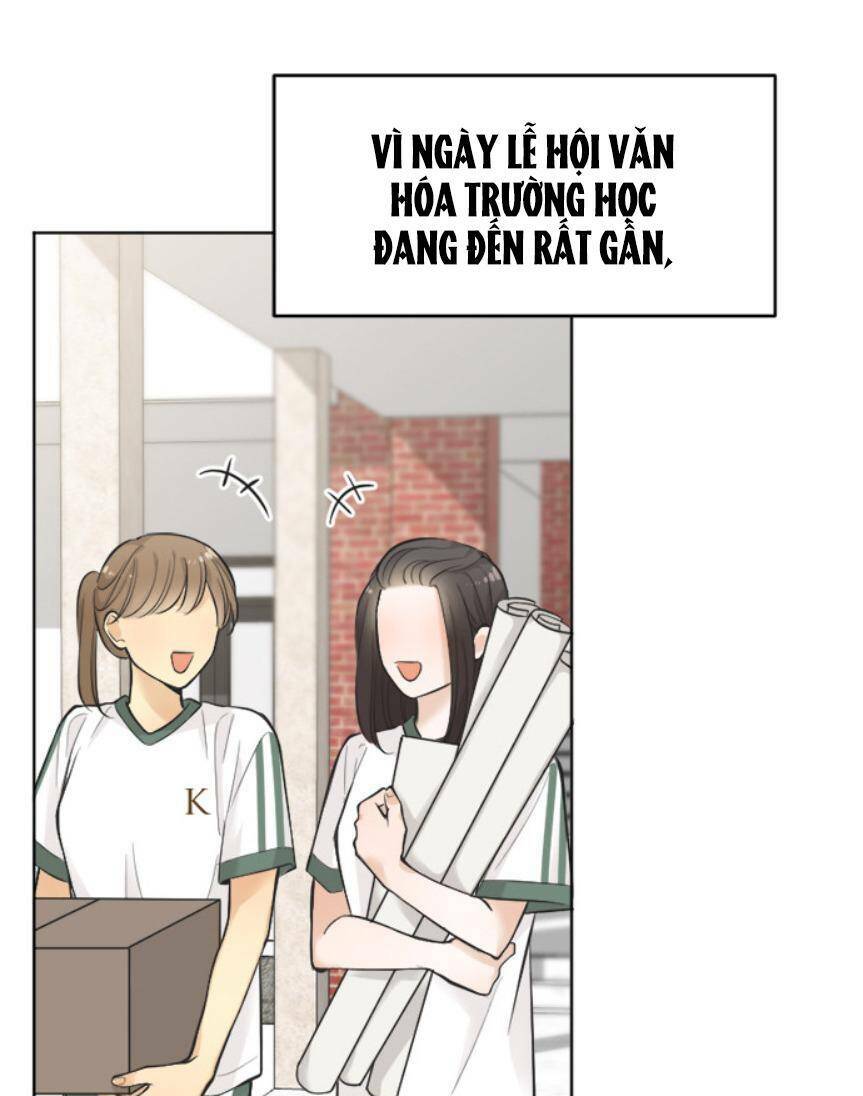 VÌ NGÀY LỄ HỘI VĂN
HÓA TRƯỜNG HỌC
ĐANG ĐẾN RẤT GẦN,
K